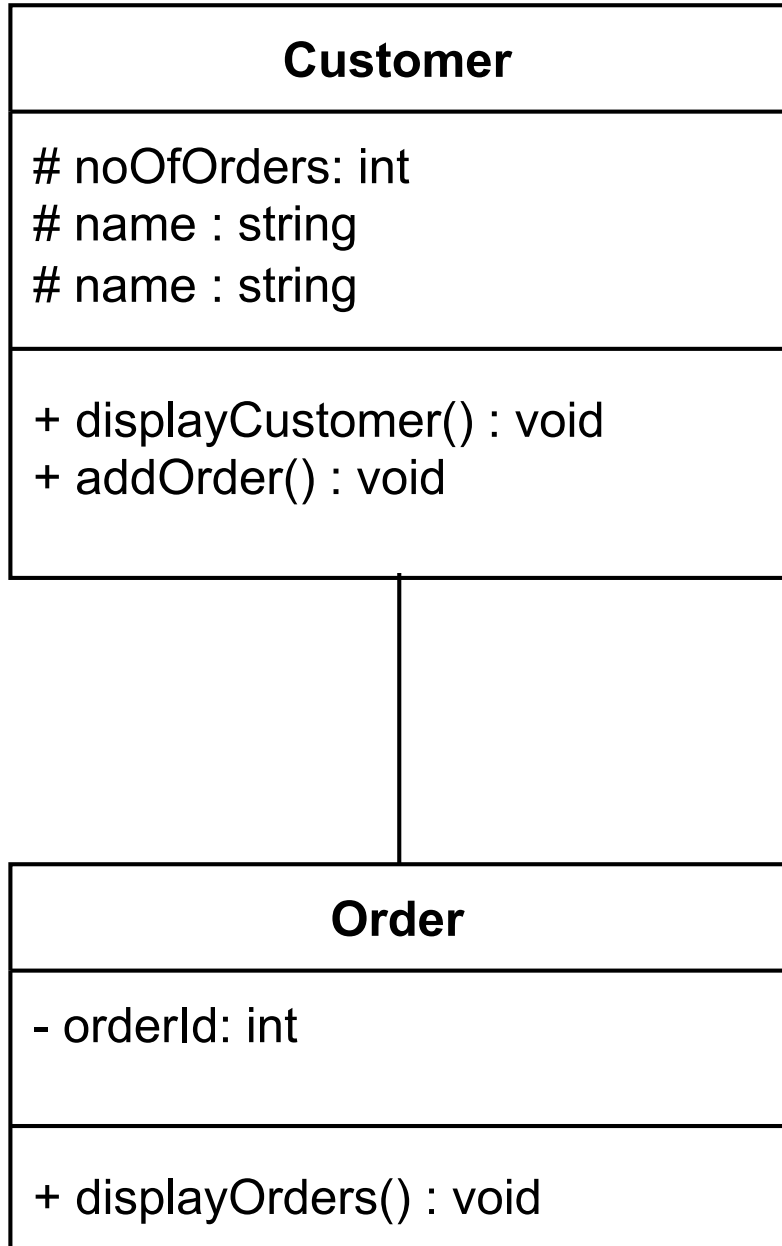 Customer
# noOfOrders: int
# name : string
# name : string
+ displayCustomer() : void
+ addOrder() : void
Order
- orderId: int
+ displayOrders() : void